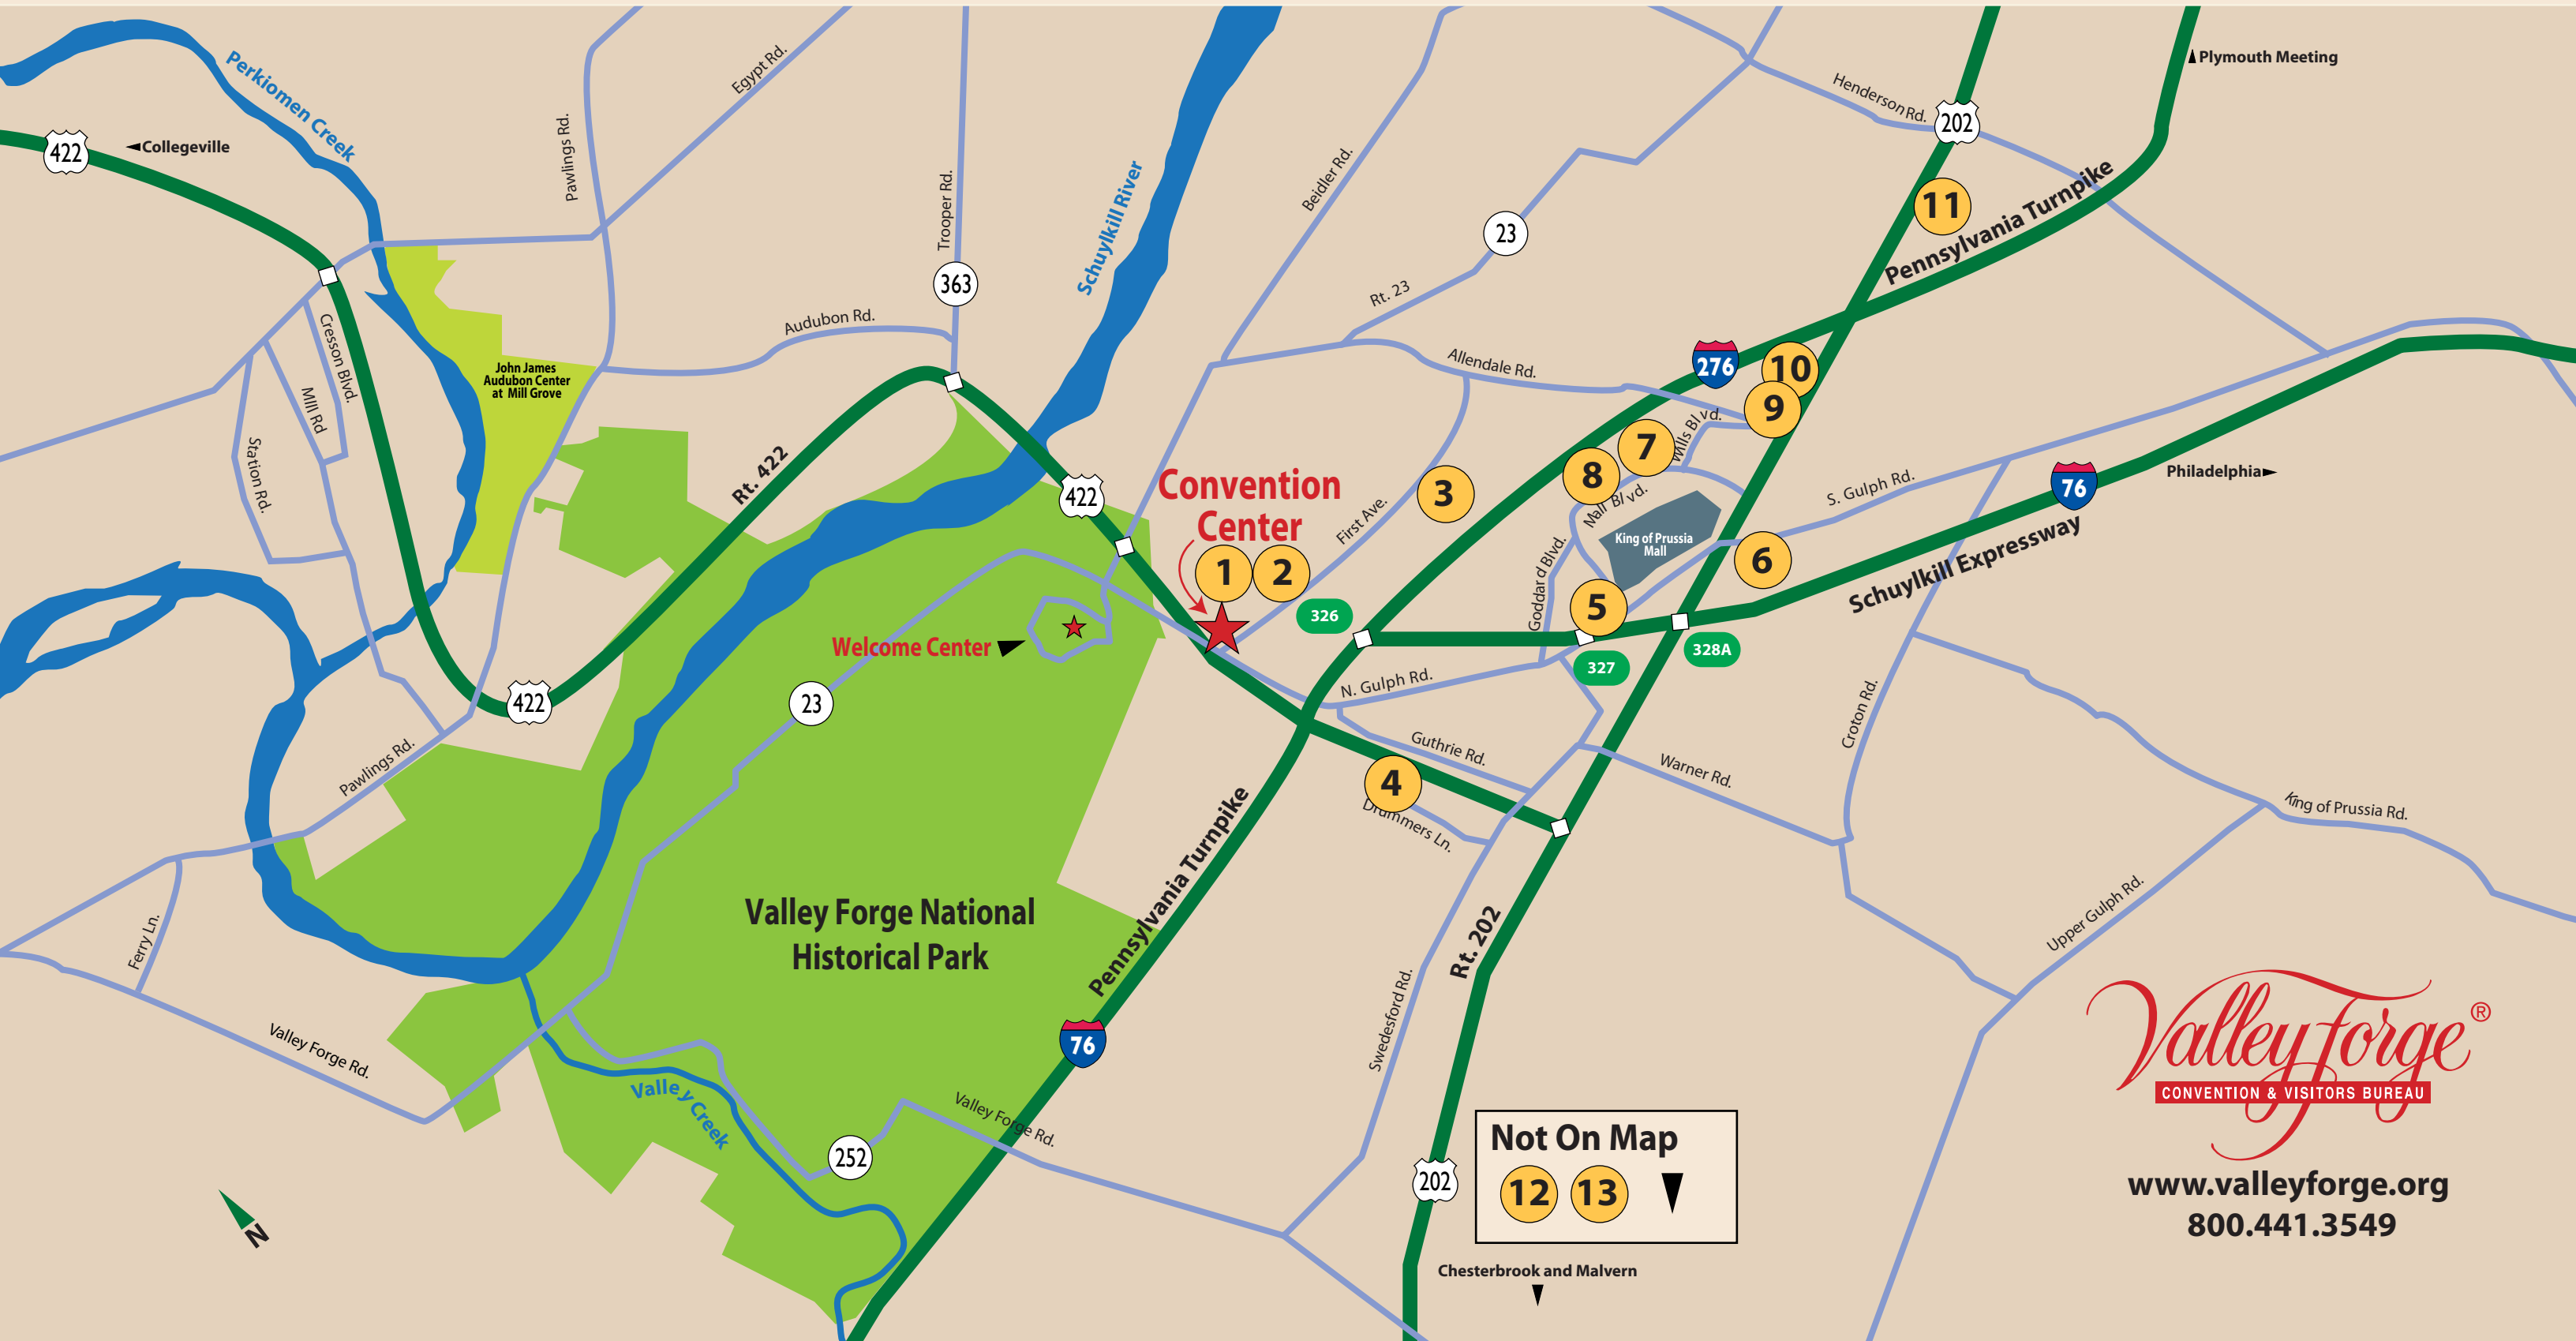 Plymouth Meeting
Perkiomen Creek
Egypt Rd.
Henderson Rd.
202
422
Collegeville
Pawlings Rd.
Beidler Rd.
Trooper Rd.
Schuylkill River
11
Pennsylvania Turnpike
23
363
Rt. 23
Audubon Rd.
Cresson Blvd.
Allendale Rd.
276
10
John James
Audubon Center
at Mill Grove
Mill Rd
9
Mills Blvd.
7
Station Rd.
Rt. 422
422
Convention
Center
3
8
Mall Blvd.
First Ave.
S. Gulph Rd.
76
Philadelphia
King of Prussia
Mall
6
Schuylkill Expressway
1
2
Goddard Blvd.
5
326
Welcome Center
327
328A
422
23
N. Gulph Rd.
Croton Rd.
Guthrie Rd.
Warner Rd.
Pawlings Rd.
4
Drummers Ln.
King of Prussia Rd.
Pennsylvania Turnpike
Valley Forge National
Historical Park
Ferry Ln.
Rt. 202
Upper Gulph Rd.
Swedesford Rd.
Valley Forge Rd.
76
Valley Creek
Valley Forge Rd.
252
202
Not On Map
12
13
Chesterbrook and Malvern
N
Valley Forge®
CONVENTION & VISITORS BUREAU
www.valleyforge.org
800.441.3549